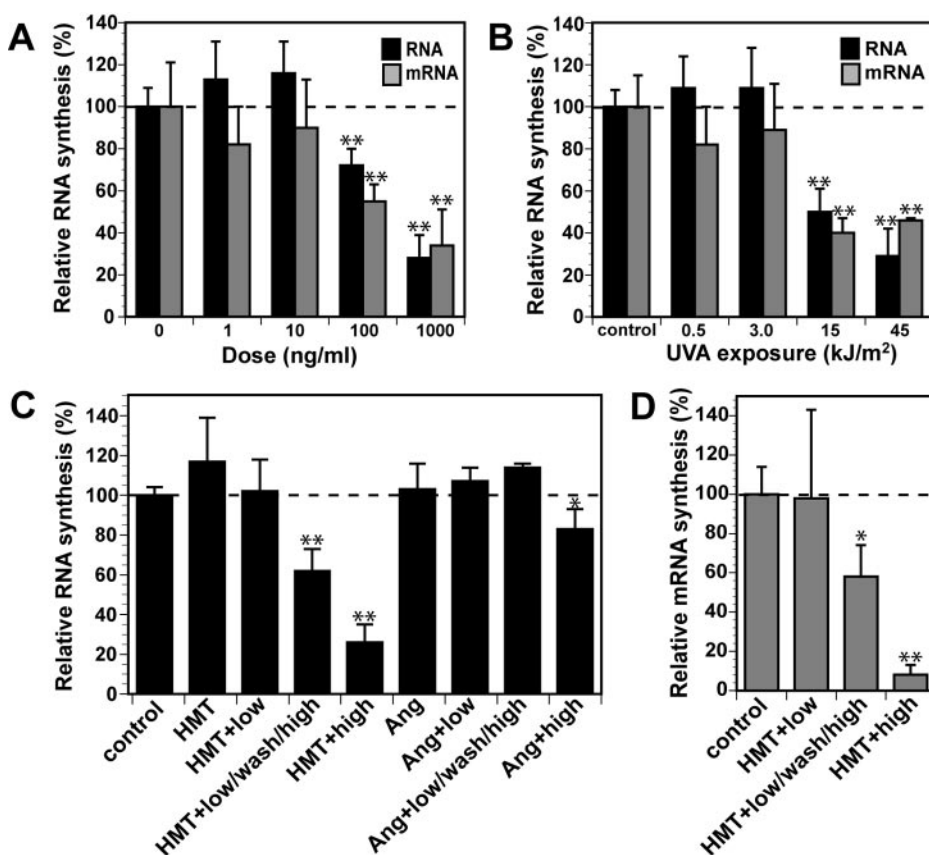 A
Relative RNA synthesis (%)
140
120
100
80
60
40
20
0
RNA
mRNA
**
**
**
**
0 1 10 100 1000
Dose (ng/ml)
B
Relative RNA synthesis (%)
140
120
100
80
60
40
20
0
RNA
mRNA
**
**
**
**
control 0.5 3.0 15 45
UVA exposure (kJ/m²)
C
Relative RNA synthesis (%)
140
120
100
80
60
40
20
0
**
**
*
control
HMT
HMT+low
HMT+low/wash/high
HMT+high
Ang
Ang+low
Ang+low/wash/high
Ang+high
D
Relative mRNA synthesis (%)
140
120
100
80
60
40
20
0
*
**
control
HMT+low
HMT+low/wash/high
HMT+high